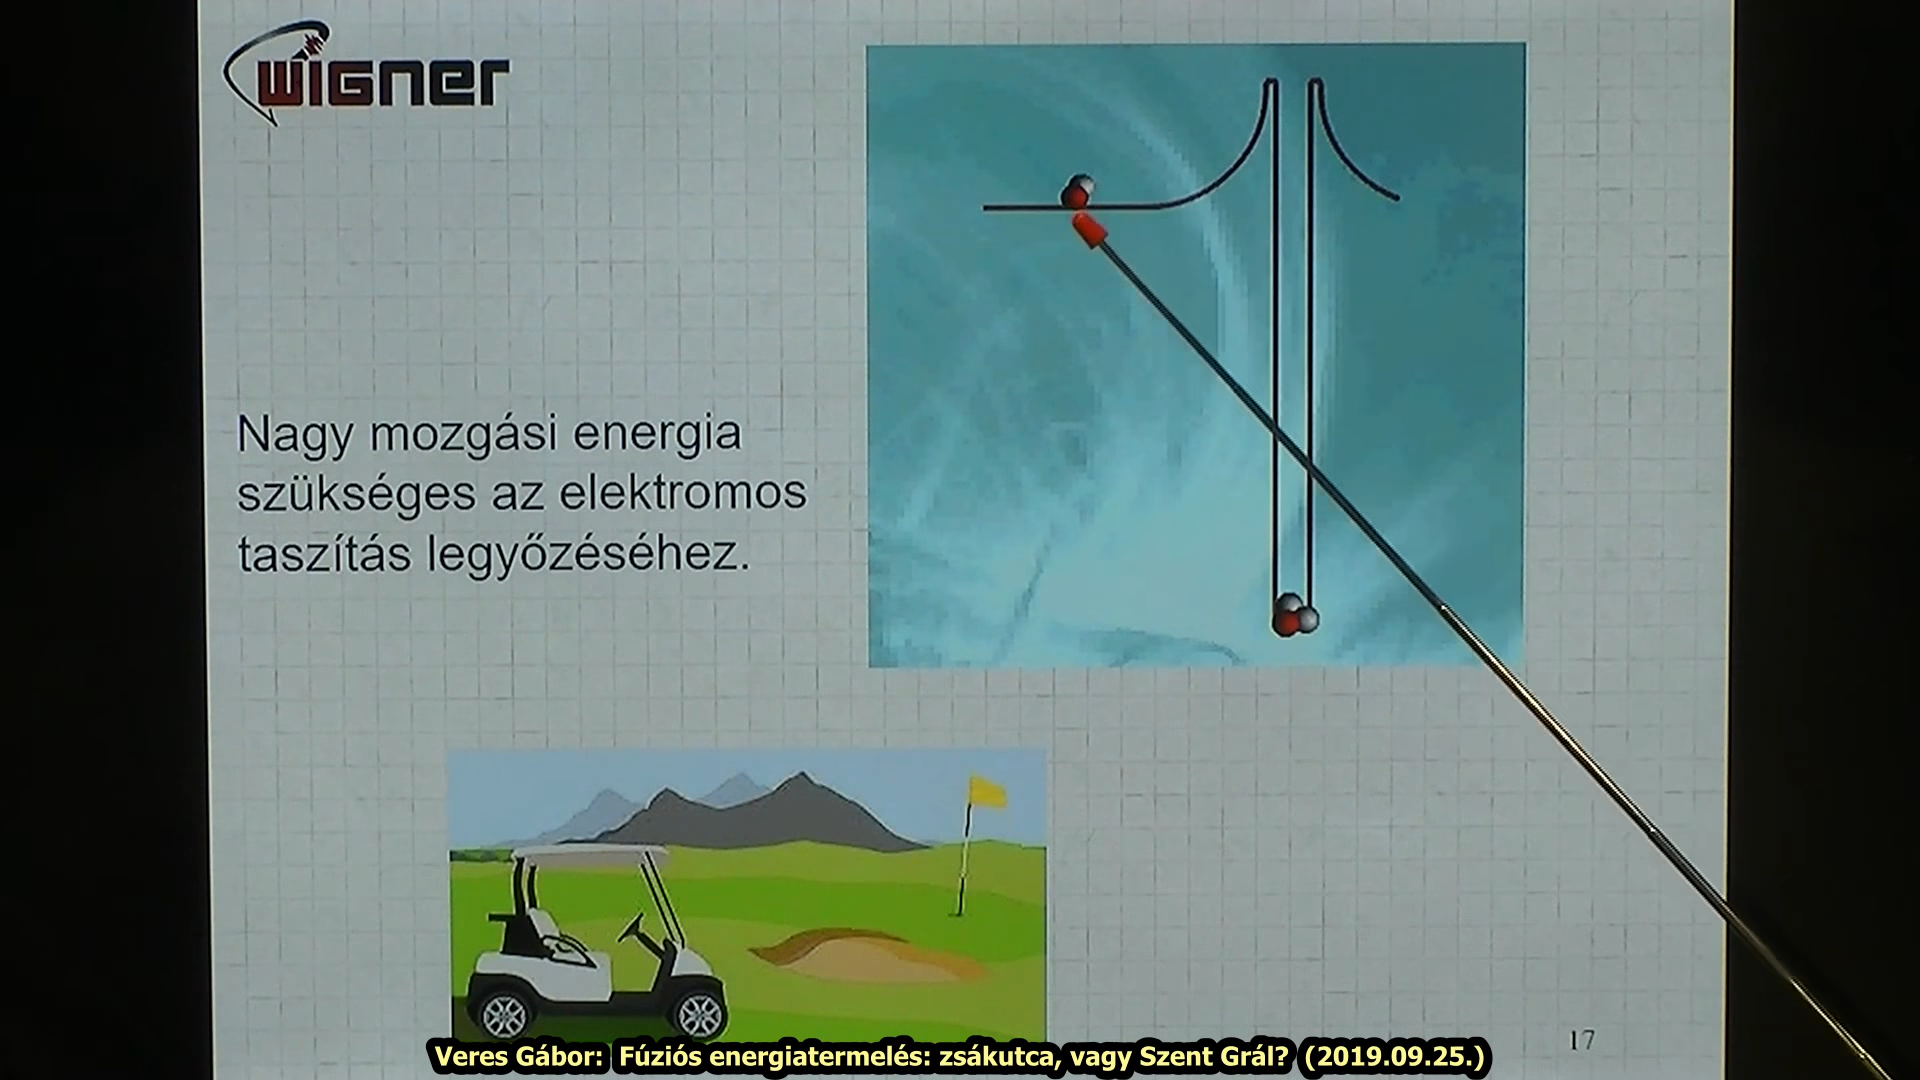 WIGNER
Nagy mozgási energia
szükséges az elektromos
taszítás legyőzéséhez.
17
Veres Gábor: Fúziós energiatermelés: zsákutca, vagy Szent Grál? (2019.09.25.)